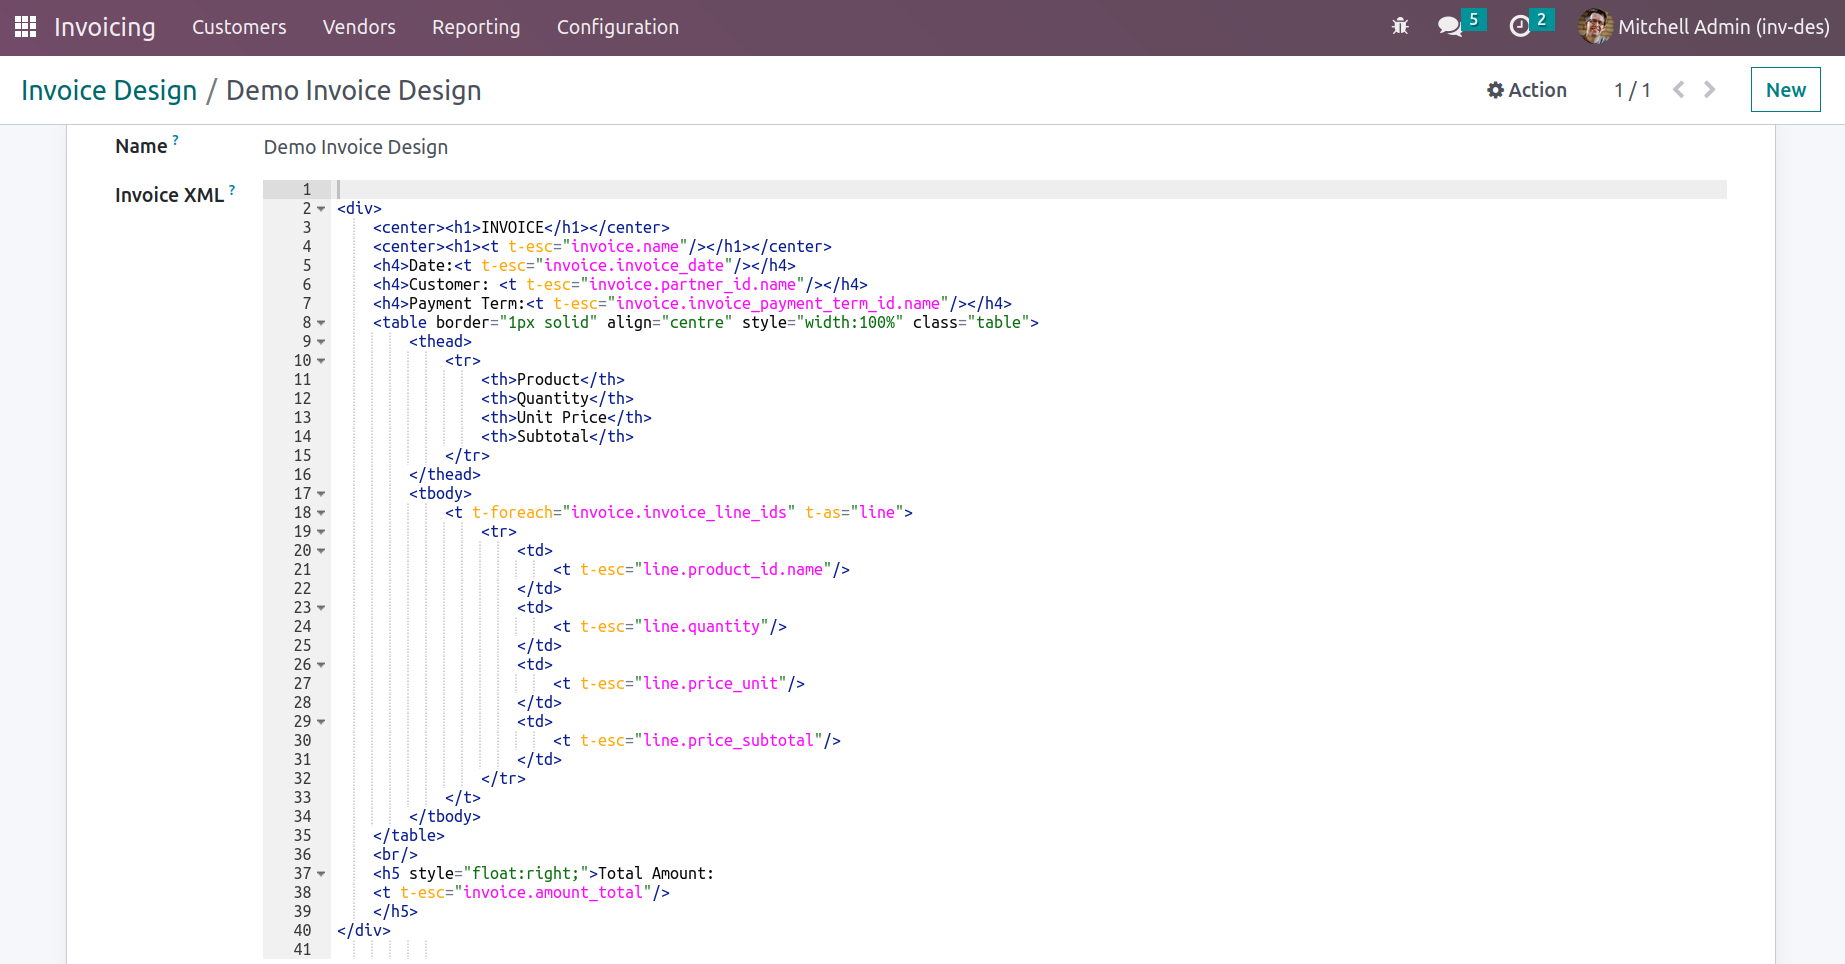 Invoicing Customers Vendors Reporting Configuration 5 2 Mitchell Admin (inv-des)
Invoice Design / Demo Invoice Design Action 1 / 1 New
Name ? Demo Invoice Design
Invoice XML ?
1
2 <div>
3 <center><h1>INVOICE</h1></center>
4 <center><h1><t t-esc="invoice.name"/></h1></center>
5 <h4>Date:<t t-esc="invoice.invoice_date"/></h4>
6 <h4>Customer: <t t-esc="invoice.partner_id.name"/></h4>
7 <h4>Payment Term:<t t-esc="invoice.invoice_payment_term_id.name"/></h4>
8 <table border="1px solid" align="centre" style="width:100%" class="table">
9 <thead>
10 <tr>
11 <th>Product</th>
12 <th>Quantity</th>
13 <th>Unit Price</th>
14 <th>Subtotal</th>
15 </tr>
16 </thead>
17 <tbody>
18 <t t-foreach="invoice.invoice_line_ids" t-as="line">
19 <tr>
20 <td>
21 <t t-esc="line.product_id.name"/>
22 </td>
23 <td>
24 <t t-esc="line.quantity"/>
25 </td>
26 <td>
27 <t t-esc="line.price_unit"/>
28 </td>
29 <td>
30 <t t-esc="line.price_subtotal"/>
31 </td>
32 </tr>
33 </t>
34 </tbody>
35 </table>
36 <br/>
37 <h5 style="float:right;">Total Amount:
38 <t t-esc="invoice.amount_total"/>
39 </h5>
40 </div>
41